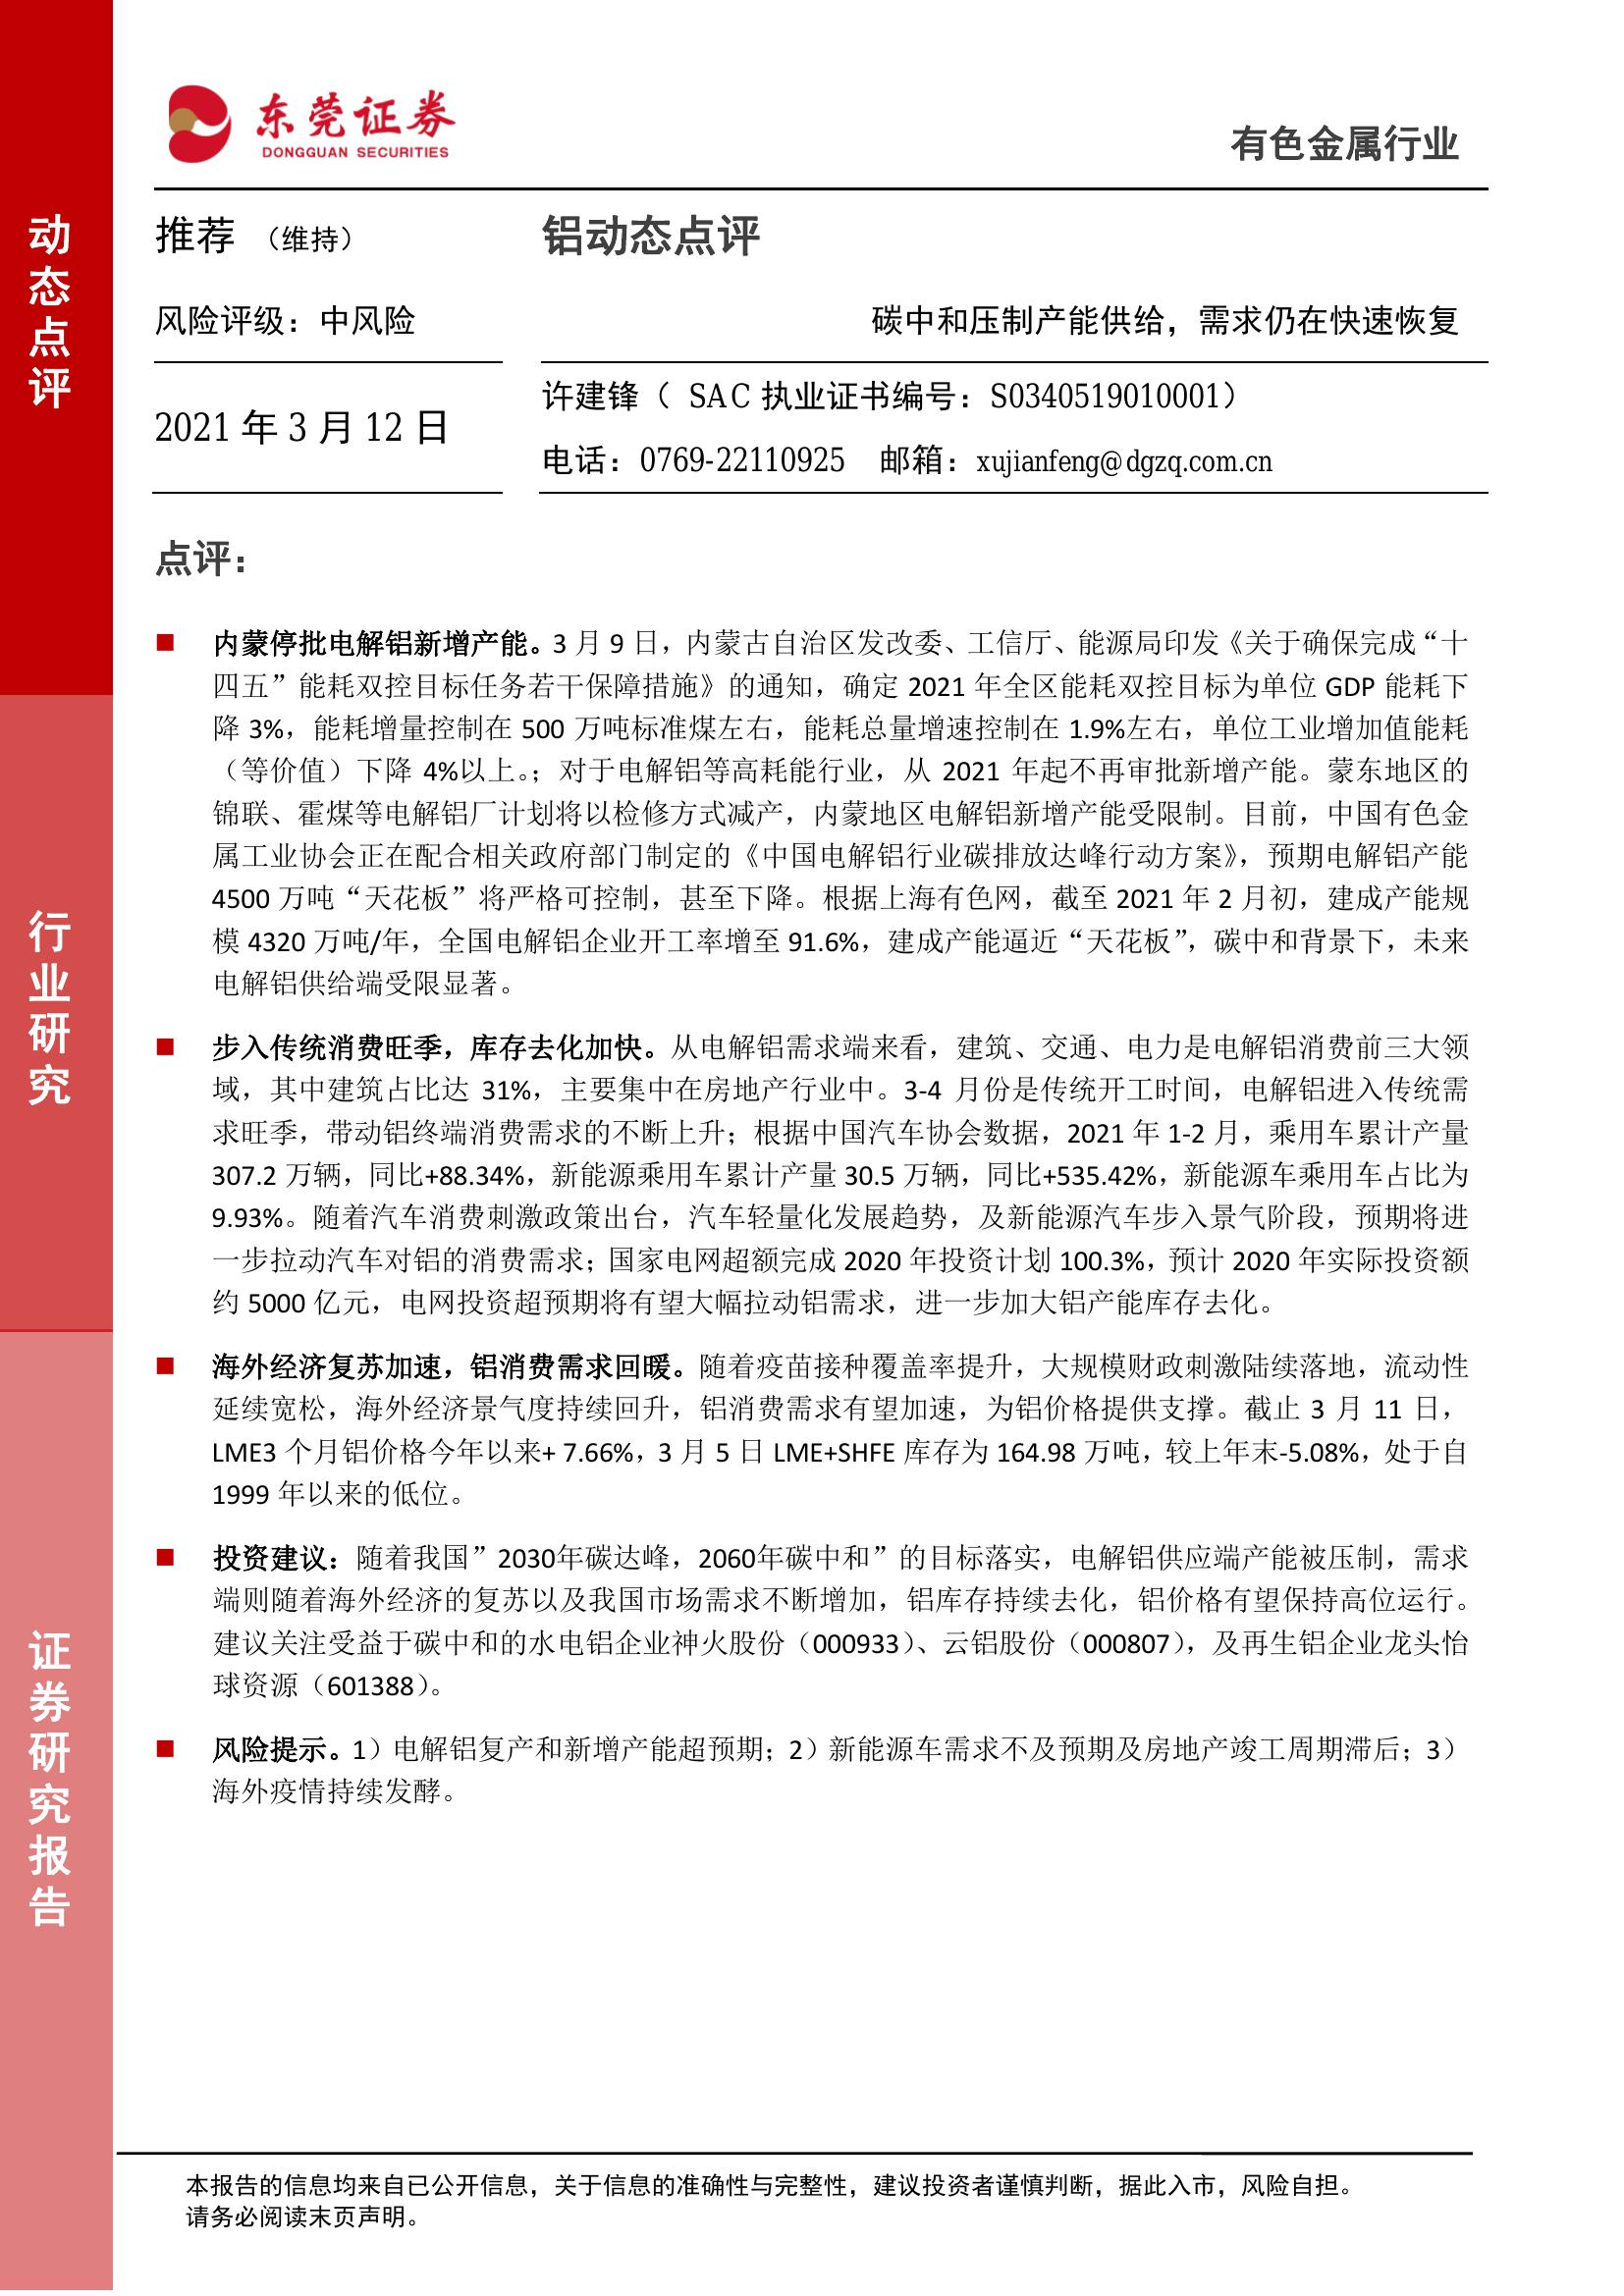 东莞证券
DONGGUAN SECURITIES
有色金属行业
动态点评
行业研究
证券研究报告
推荐 （维持）
铝动态点评
风险评级：中风险
碳中和压制产能供给，需求仍在快速恢复
2021 年 3 月 12 日
许建锋（ SAC 执业证书编号：S0340519010001）
电话：0769-22110925 邮箱：xujianfeng@dgzq.com.cn
点评：
■ 内蒙停批电解铝新增产能。3 月 9 日，内蒙古自治区发改委、工信厅、能源局印发《关于确保完成“十
四五”能耗双控目标任务若干保障措施》的通知，确定 2021 年全区能耗双控目标为单位 GDP 能耗下
降 3%，能耗增量控制在 500 万吨标准煤左右，能耗总量增速控制在 1.9%左右，单位工业增加值能耗
（等价值）下降 4%以上。；对于电解铝等高耗能行业，从 2021 年起不再审批新增产能。蒙东地区的
锦联、霍煤等电解铝厂计划将以检修方式减产，内蒙地区电解铝新增产能受限制。目前，中国有色金
属工业协会正在配合相关政府部门制定的《中国电解铝行业碳排放达峰行动方案》，预期电解铝产能
4500 万吨“天花板”将严格可控制，甚至下降。根据上海有色网，截至 2021 年 2 月初，建成产能规
模 4320 万吨/年，全国电解铝企业开工率增至 91.6%，建成产能逼近“天花板”，碳中和背景下，未来
电解铝供给端受限显著。
■ 步入传统消费旺季，库存去化加快。从电解铝需求端来看，建筑、交通、电力是电解铝消费前三大领
域，其中建筑占比达 31%，主要集中在房地产行业中。3-4 月份是传统开工时间，电解铝进入传统需
求旺季，带动铝终端消费需求的不断上升；根据中国汽车协会数据，2021 年 1-2 月，乘用车累计产量
307.2 万辆，同比+88.34%，新能源乘用车累计产量 30.5 万辆，同比+535.42%，新能源车乘用车占比为
9.93%。随着汽车消费刺激政策出台，汽车轻量化发展趋势，及新能源汽车步入景气阶段，预期将进
一步拉动汽车对铝的消费需求；国家电网超额完成 2020 年投资计划 100.3%，预计 2020 年实际投资额
约 5000 亿元，电网投资超预期将有望大幅拉动铝需求，进一步加大铝产能库存去化。
■ 海外经济复苏加速，铝消费需求回暖。随着疫苗接种覆盖率提升，大规模财政刺激陆续落地，流动性
延续宽松，海外经济景气度持续回升，铝消费需求有望加速，为铝价格提供支撑。截止 3 月 11 日，
LME3 个月铝价格今年以来+ 7.66%，3 月 5 日 LME+SHFE 库存为 164.98 万吨，较上年末-5.08%，处于自
1999 年以来的低位。
■ 投资建议：随着我国”2030年碳达峰，2060年碳中和”的目标落实，电解铝供应端产能被压制，需求
端则随着海外经济的复苏以及我国市场需求不断增加，铝库存持续去化，铝价格有望保持高位运行。
建议关注受益于碳中和的水电铝企业神火股份（000933）、云铝股份（000807），及再生铝企业龙头怡
球资源（601388）。
■ 风险提示。1）电解铝复产和新增产能超预期；2）新能源车需求不及预期及房地产竣工周期滞后；3）
海外疫情持续发酵。
本报告的信息均来自已公开信息，关于信息的准确性与完整性，建议投资者谨慎判断，据此入市，风险自担。
请务必阅读末页声明。